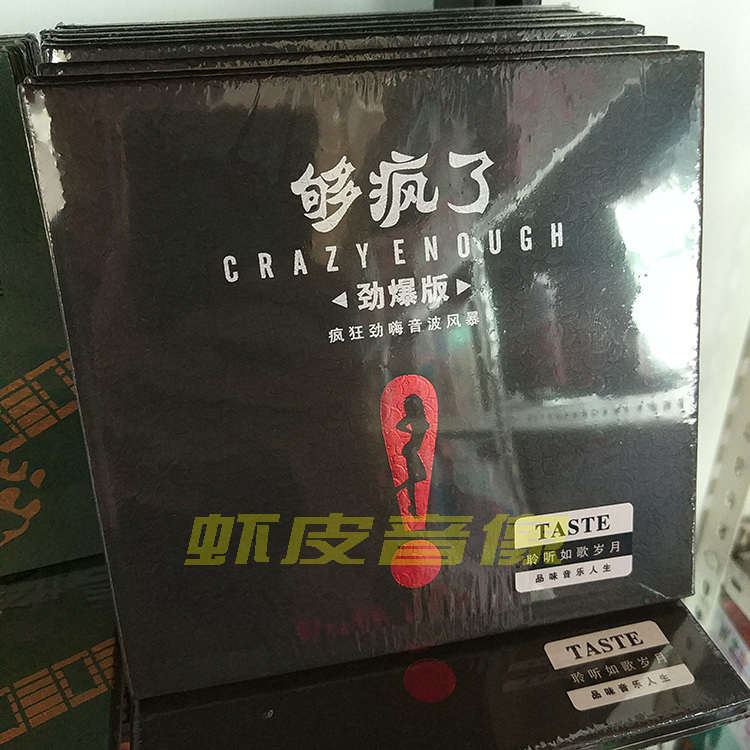 够疯了
CRAZY ENOUGH
劲爆版
疯狂劲嗨音波风暴
虾皮音像
TASTE
聆听如歌岁月
品味音乐人生
TASTE
聆听如歌岁月
品味音乐人生